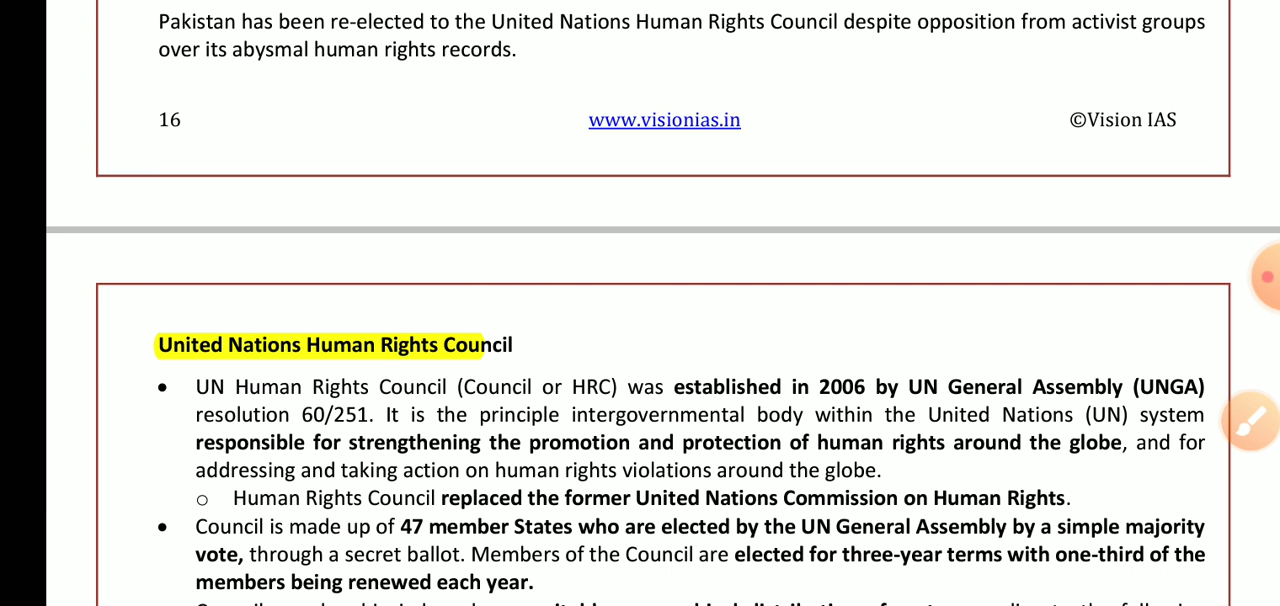 Pakistan has been re-elected to the United Nations Human Rights Council despite opposition from activist groups
over its abysmal human rights records.
16 www.visionias.in ©Vision IAS
United Nations Human Rights Council
• UN Human Rights Council (Council or HRC) was established in 2006 by UN General Assembly (UNGA)
resolution 60/251. It is the principle intergovernmental body within the United Nations (UN) system
responsible for strengthening the promotion and protection of human rights around the globe, and for
addressing and taking action on human rights violations around the globe.
o Human Rights Council replaced the former United Nations Commission on Human Rights.
• Council is made up of 47 member States who are elected by the UN General Assembly by a simple majority
vote, through a secret ballot. Members of the Council are elected for three-year terms with one-third of the
members being renewed each year.